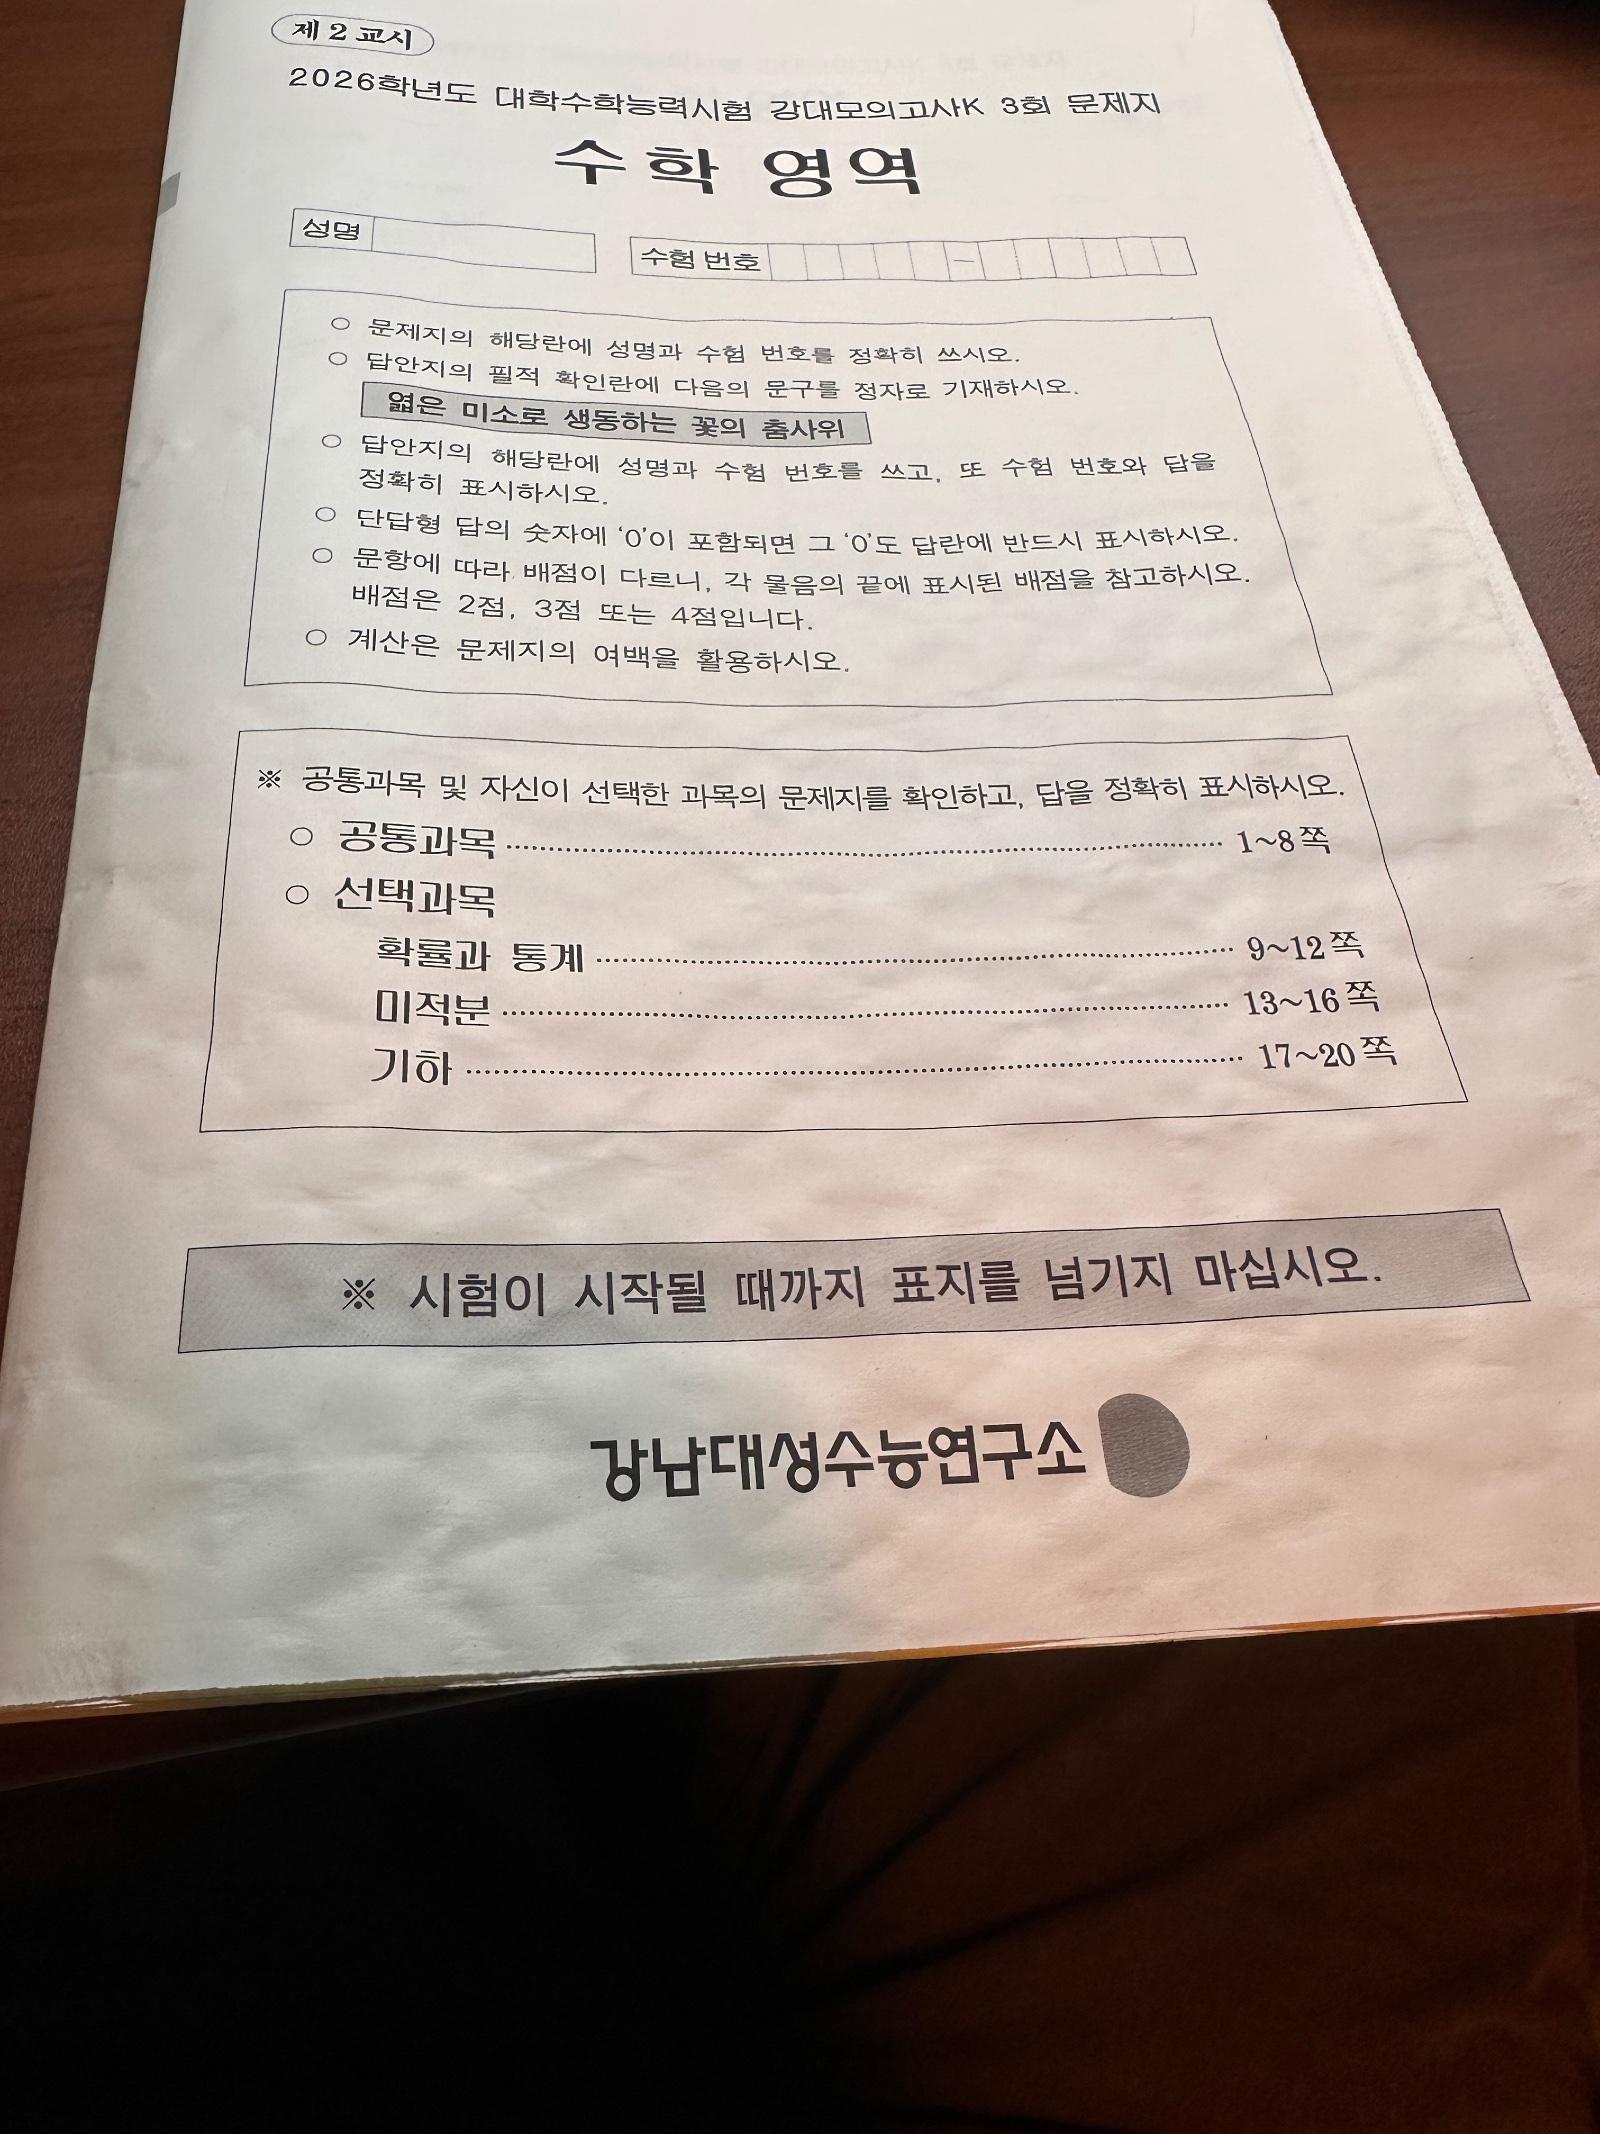 제 2 교시
2026학년도 대학수학능력시험 강대모의고사K 3회 문제지
수학 영역
성명
수험 번호 –
○ 문제지의 해당란에 성명과 수험 번호를 정확히 쓰시오.
○ 답안지의 필적 확인란에 다음의 문구를 정자로 기재하시오.
엷은 미소로 생동하는 꽃의 춤사위
○ 답안지의 해당란에 성명과 수험 번호를 쓰고, 또 수험 번호와 답을
정확히 표시하시오.
○ 단답형 답의 숫자에 ‘0’이 포함되면 그 ‘0’도 답란에 반드시 표시하시오.
○ 문항에 따라 배점이 다르니, 각 물음의 끝에 표시된 배점을 참고하시오.
배점은 2점, 3점 또는 4점입니다.
○ 계산은 문제지의 여백을 활용하시오.
※ 공통과목 및 자신이 선택한 과목의 문제지를 확인하고, 답을 정확히 표시하시오.
○ 공통과목 1~8쪽
○ 선택과목
확률과 통계 9~12쪽
미적분 13~16쪽
기하 17~20쪽
※ 시험이 시작될 때까지 표지를 넘기지 마십시오.
강남대성수능연구소